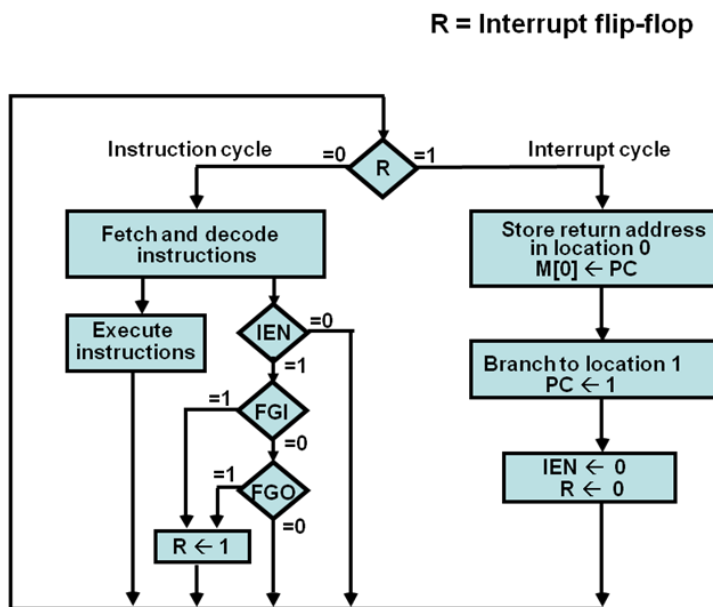 R = Interrupt flip-flop
Instruction cycle
=0
R
=1
Interrupt cycle
Fetch and decode
instructions
Store return address
in location 0
M[0] ← PC
Execute
instructions
IEN
=0
=1
Branch to location 1
PC ← 1
=1
FGI
=0
=1
FGO
=0
IEN ← 0
R ← 0
R ← 1